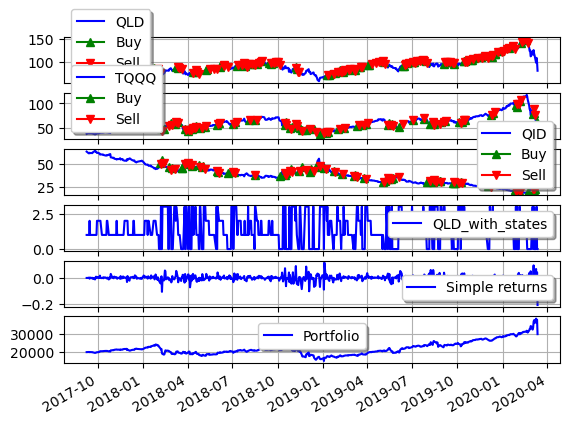 QLD
Buy
Sell
150
100
TQQQ
Buy
Sell
100
50
QID
Buy
Sell
50
25
2.5
0.0
QLD_with_states
0.0
−0.2
Simple returns
30000
20000
Portfolio
2017-10
2018-01
2018-04
2018-07
2018-10
2019-01
2019-04
2019-07
2019-10
2020-01
2020-04